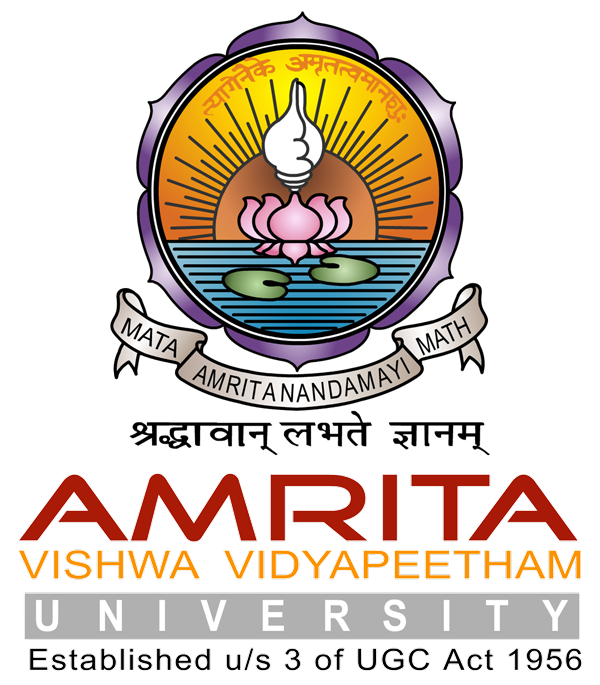 त्यागेनैके अमृतत्वमानशुः
MATA AMRITANANDAMAYI MATH
श्रद्धावान् लभते ज्ञानम्
AMRITA
VISHWA VIDYAPEETHAM
UNIVERSITY
Established u/s 3 of UGC Act 1956